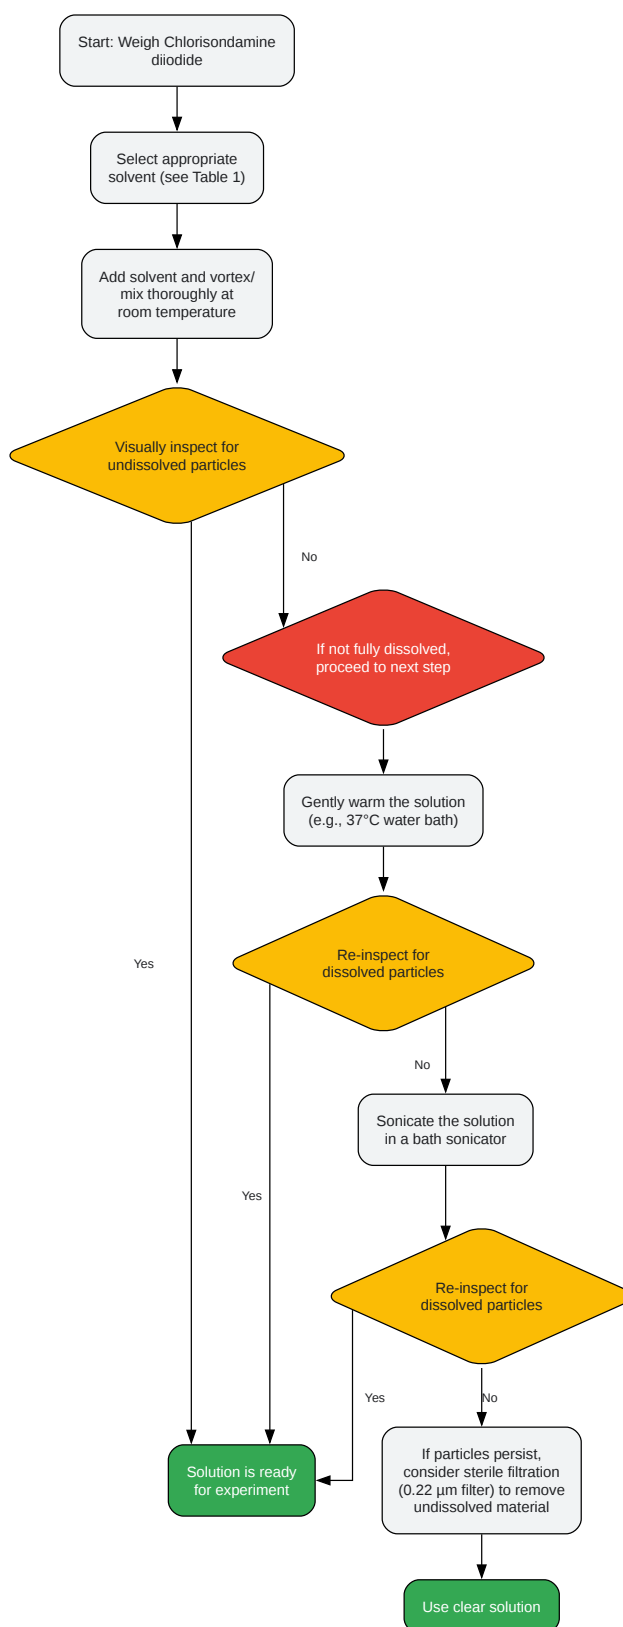 Start: Weigh Chlorisondamine
diiodide
Select appropriate
solvent (see Table 1)
Add solvent and vortex/
mix thoroughly at
room temperature
Visually inspect for
undissolved particles
No
If not fully dissolved,
proceed to next step
Gently warm the solution
(e.g., 37°C water bath)
Re-inspect for
dissolved particles
Yes
No
Sonicate the solution
in a bath sonicator
Yes
Re-inspect for
dissolved particles
Yes
No
If particles persist,
consider sterile filtration
(0.22 µm filter) to remove
undissolved material
Solution is ready
for experiment
Use clear solution